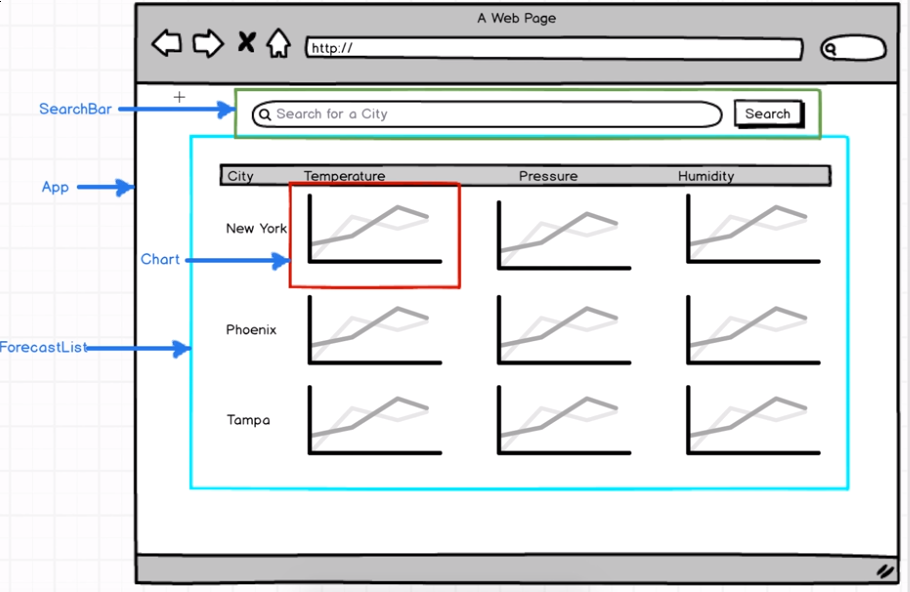 A Web Page
http://
SearchBar
Search for a City
Search
App
City Temperature Pressure Humidity
New York
Chart
Phoenix
ForecastList
Tampa